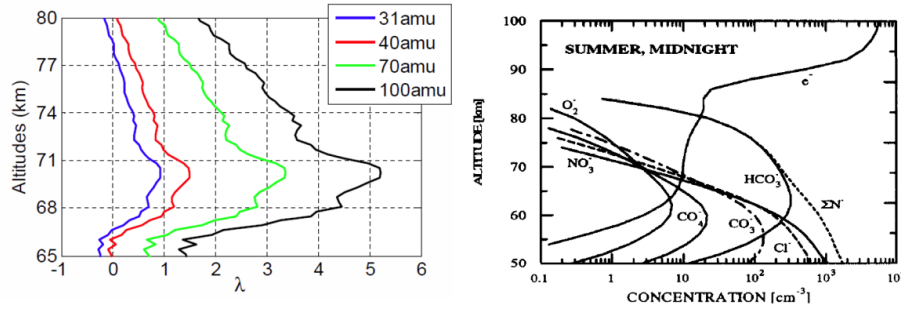 80
77
74
71
68
65
Altitudes (km)
-1 0 1 2 3 4 5 6
λ
31amu
40amu
70amu
100amu
100
90
80
70
60
50
ALTITUDE [km]
SUMMER, MIDNIGHT
e⁻
O₂⁻
NO₃⁻
HCO₃⁻
ΣN⁻
CO₄⁻
CO₃⁻
Cl⁻
0.1 1 10 10² 10³ 10⁴
CONCENTRATION [cm⁻³]